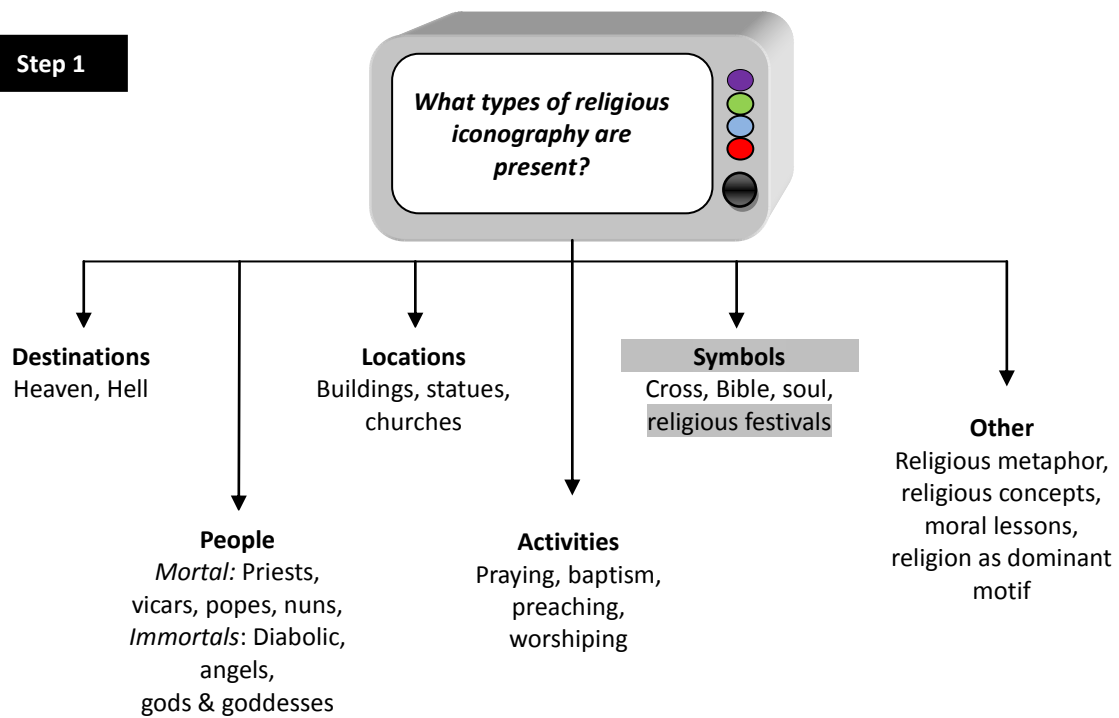 Step 1
What types of religious
iconography are
present?
Destinations
Heaven, Hell
Locations
Buildings, statues,
churches
Symbols
Cross, Bible, soul,
religious festivals
Other
Religious metaphor,
religious concepts,
moral lessons,
religion as dominant
motif
People
Mortal: Priests,
vicars, popes, nuns,
Immortals: Diabolic,
angels,
gods & goddesses
Activities
Praying, baptism,
preaching,
worshiping